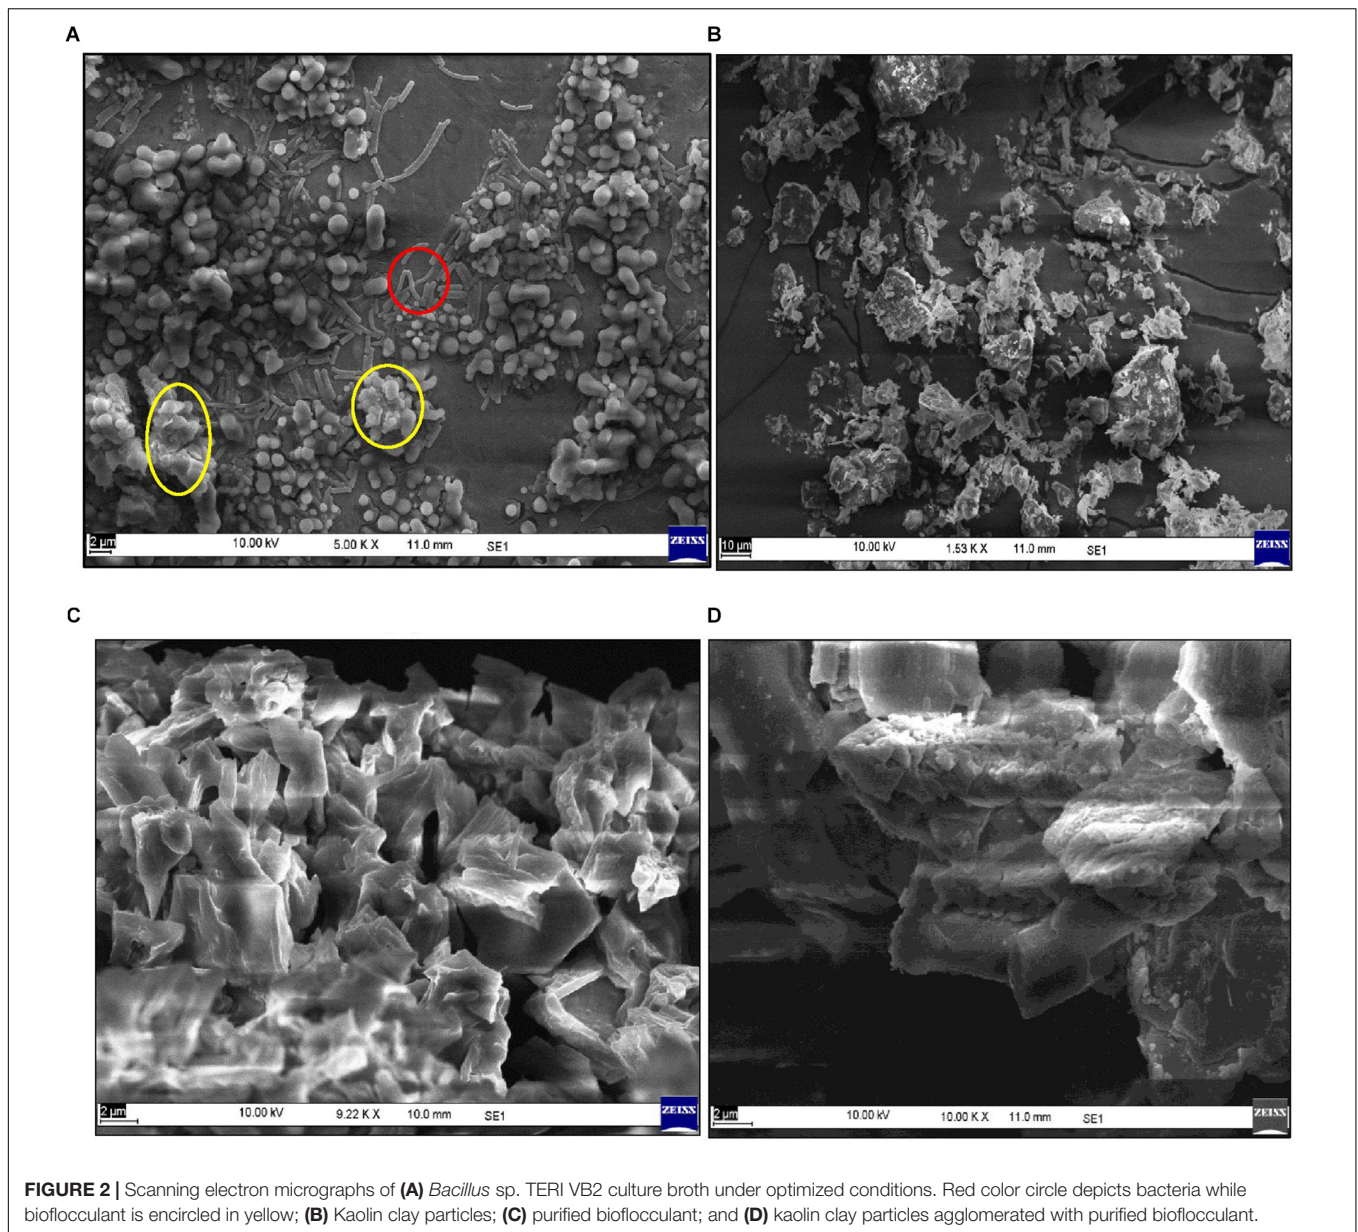 A
B
2 µm 10.00 kV 5.00 K X 11.0 mm SE1 ZEISS
10 µm 10.00 kV 1.53 K X 11.0 mm SE1 ZEISS
C
D
2 µm 10.00 kV 9.22 K X 10.0 mm SE1 ZEISS
2 µm 10.00 kV 10.00 K X 11.0 mm SE1 ZEISS
FIGURE 2 | Scanning electron micrographs of (A) Bacillus sp. TERI VB2 culture broth under optimized conditions. Red color circle depicts bacteria while
bioflocculant is encircled in yellow; (B) Kaolin clay particles; (C) purified bioflocculant; and (D) kaolin clay particles agglomerated with purified bioflocculant.